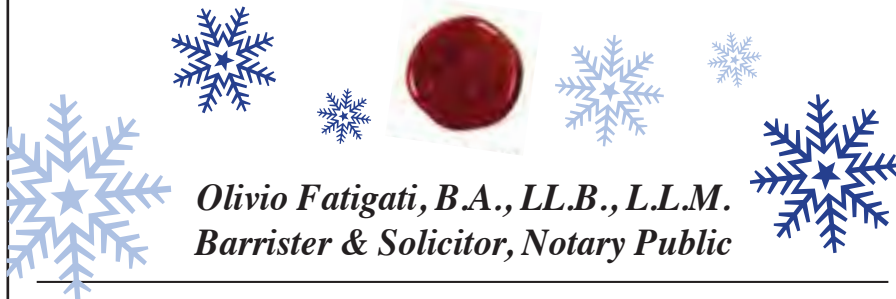 Olivio Fatigati, B.A., LL.B., L.L.M.
Barrister & Solicitor, Notary Public